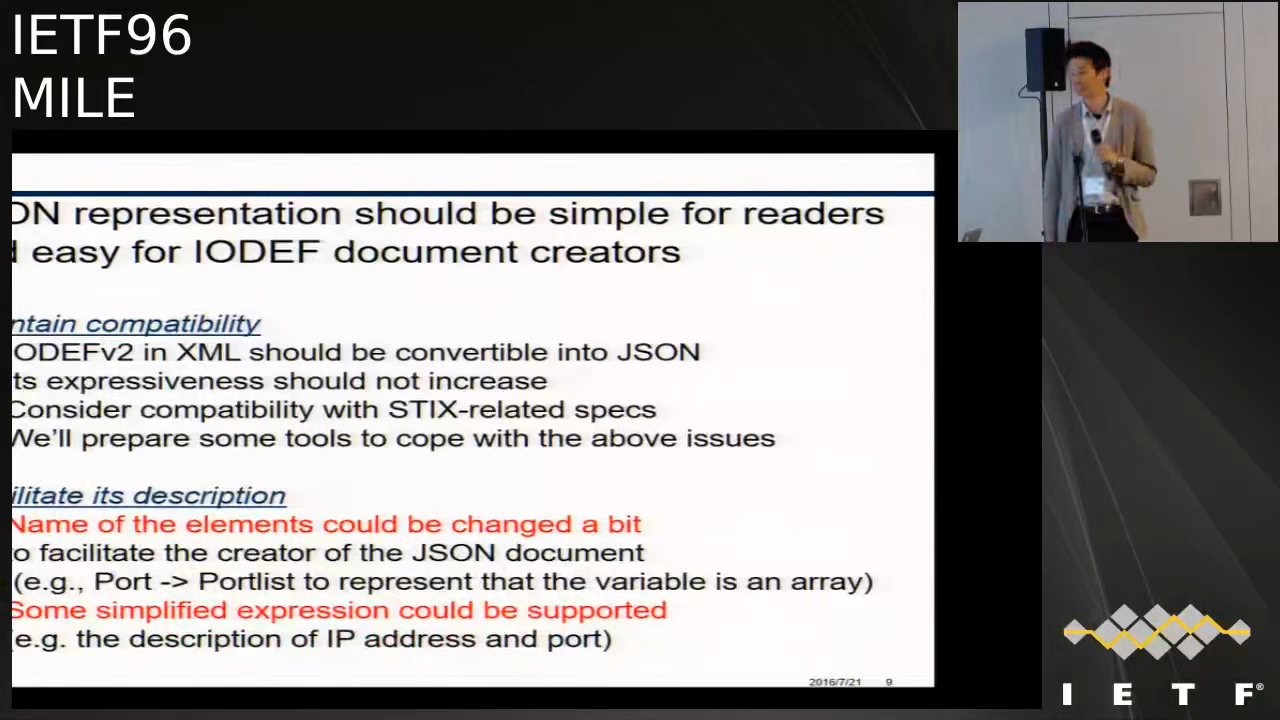 IETF96
MILE
ON representation should be simple for readers
d easy for IODEF document creators
ntain compatibility
ODEFv2 in XML should be convertible into JSON
ts expressiveness should not increase
Consider compatibility with STIX-related specs
We'll prepare some tools to cope with the above issues
ilitate its description
Name of the elements could be changed a bit
o facilitate the creator of the JSON document
(e.g., Port -> Portlist to represent that the variable is an array)
Some simplified expression could be supported
(e.g. the description of IP address and port)
2016/7/21 9
I E T F®